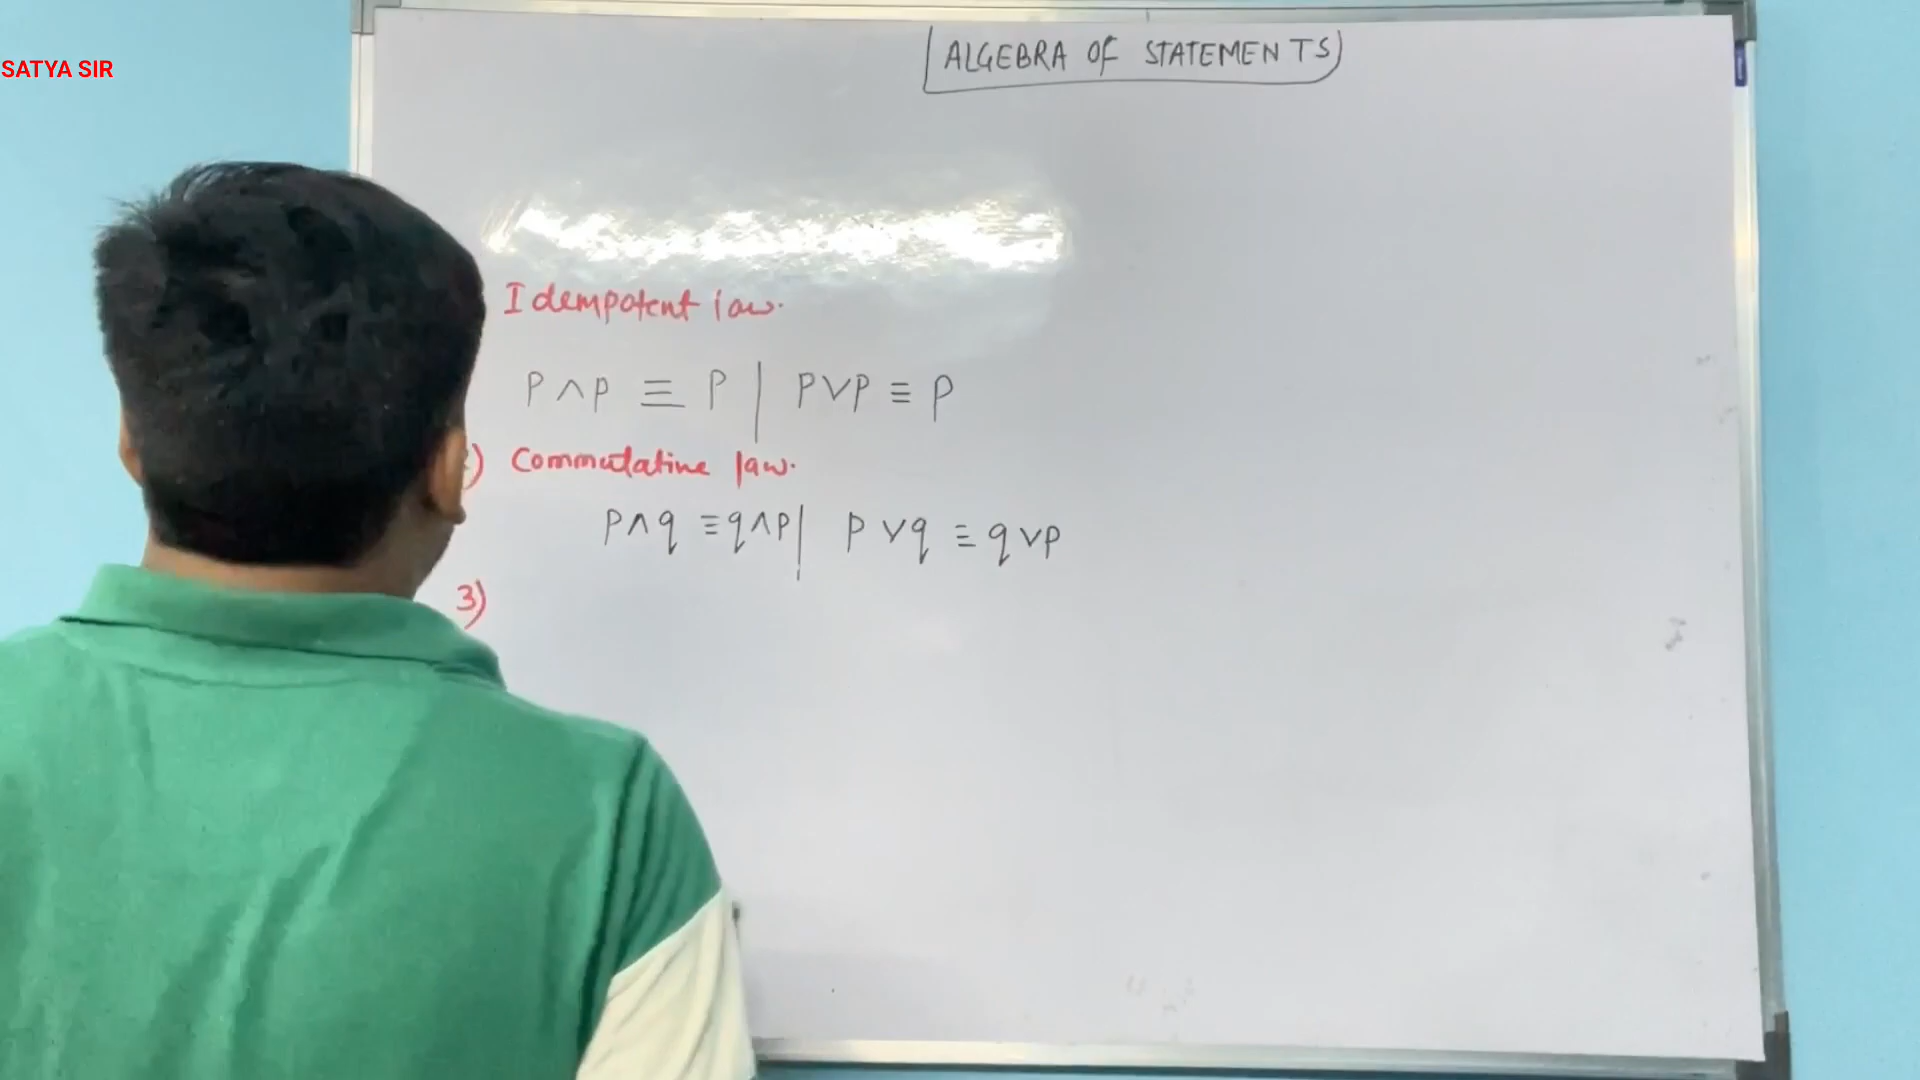 SATYA SIR
ALGEBRA OF STATEMENTS
Idempotent law.
P ∧ P ≡ P | P ∨ P ≡ P
) Commutative law.
P ∧ q ≡ q ∧ P | P ∨ q ≡ q ∨ P
3)